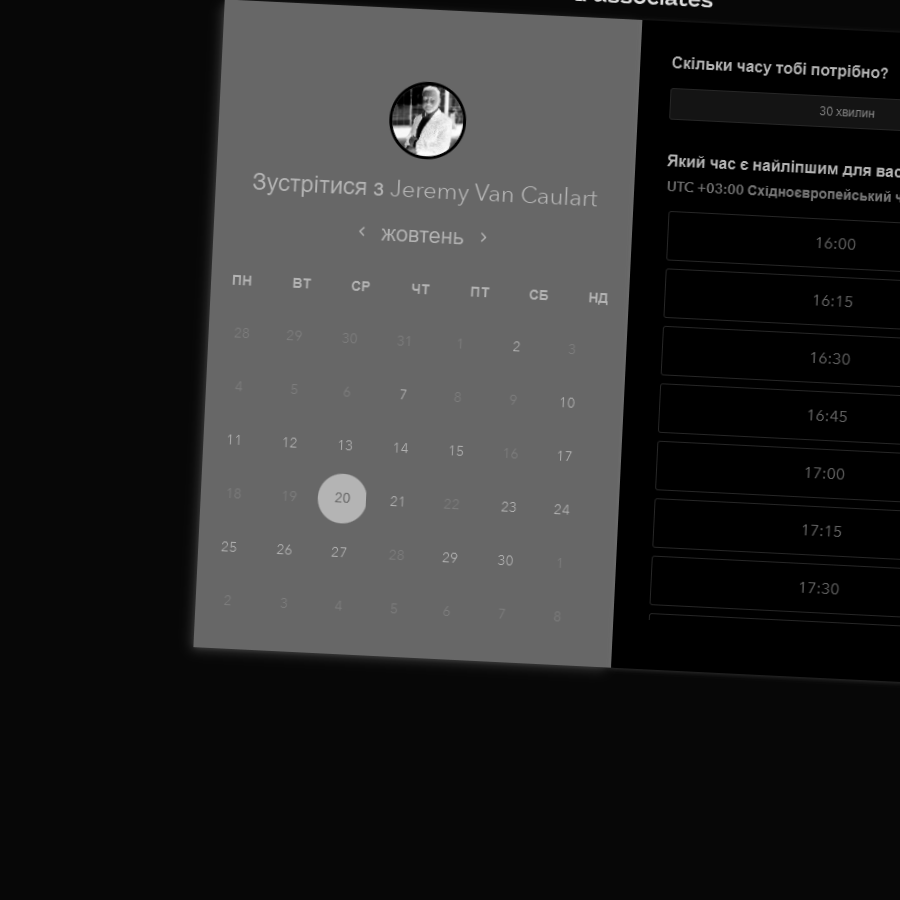 associates
Зустрітися з Jeremy Van Caulart
‹ жовтень ›
ПН ВТ СР ЧТ ПТ СБ НД
28 29 30 31 1 2 3
4 5 6 7 8 9 10
11 12 13 14 15 16 17
18 19 20 21 22 23 24
25 26 27 28 29 30 1
2 3 4 5 6 7 8
Скільки часу тобі потрібно?
30 хвилин
Який час є найліпшим для вас
UTC +03:00 Східноєвропейський
16:00
16:15
16:30
16:45
17:00
17:15
17:30